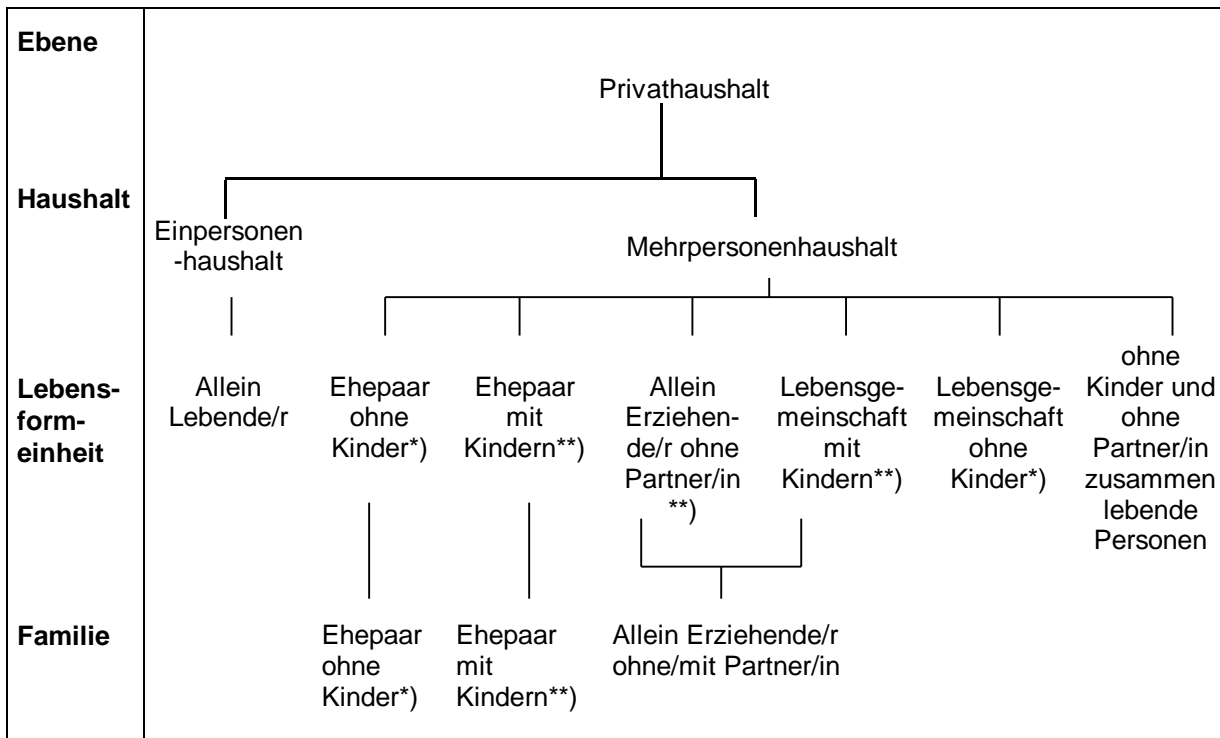 Ebene
Privathaushalt
Haushalt
Einpersonen
-haushalt
Mehrpersonenhaushalt
Lebens-
form-
einheit
Allein
Lebende/r
Ehepaar
ohne
Kinder*)
Ehepaar
mit
Kindern**)
Allein
Erziehen-
de/r ohne
Partner/in
**)
Lebensge-
meinschaft
mit
Kindern**)
Lebensge-
meinschaft
ohne
Kinder*)
ohne
Kinder und
ohne
Partner/in
zusammen
lebende
Personen
Familie
Ehepaar
ohne
Kinder*)
Ehepaar
mit
Kindern**)
Allein Erziehende/r
ohne/mit Partner/in